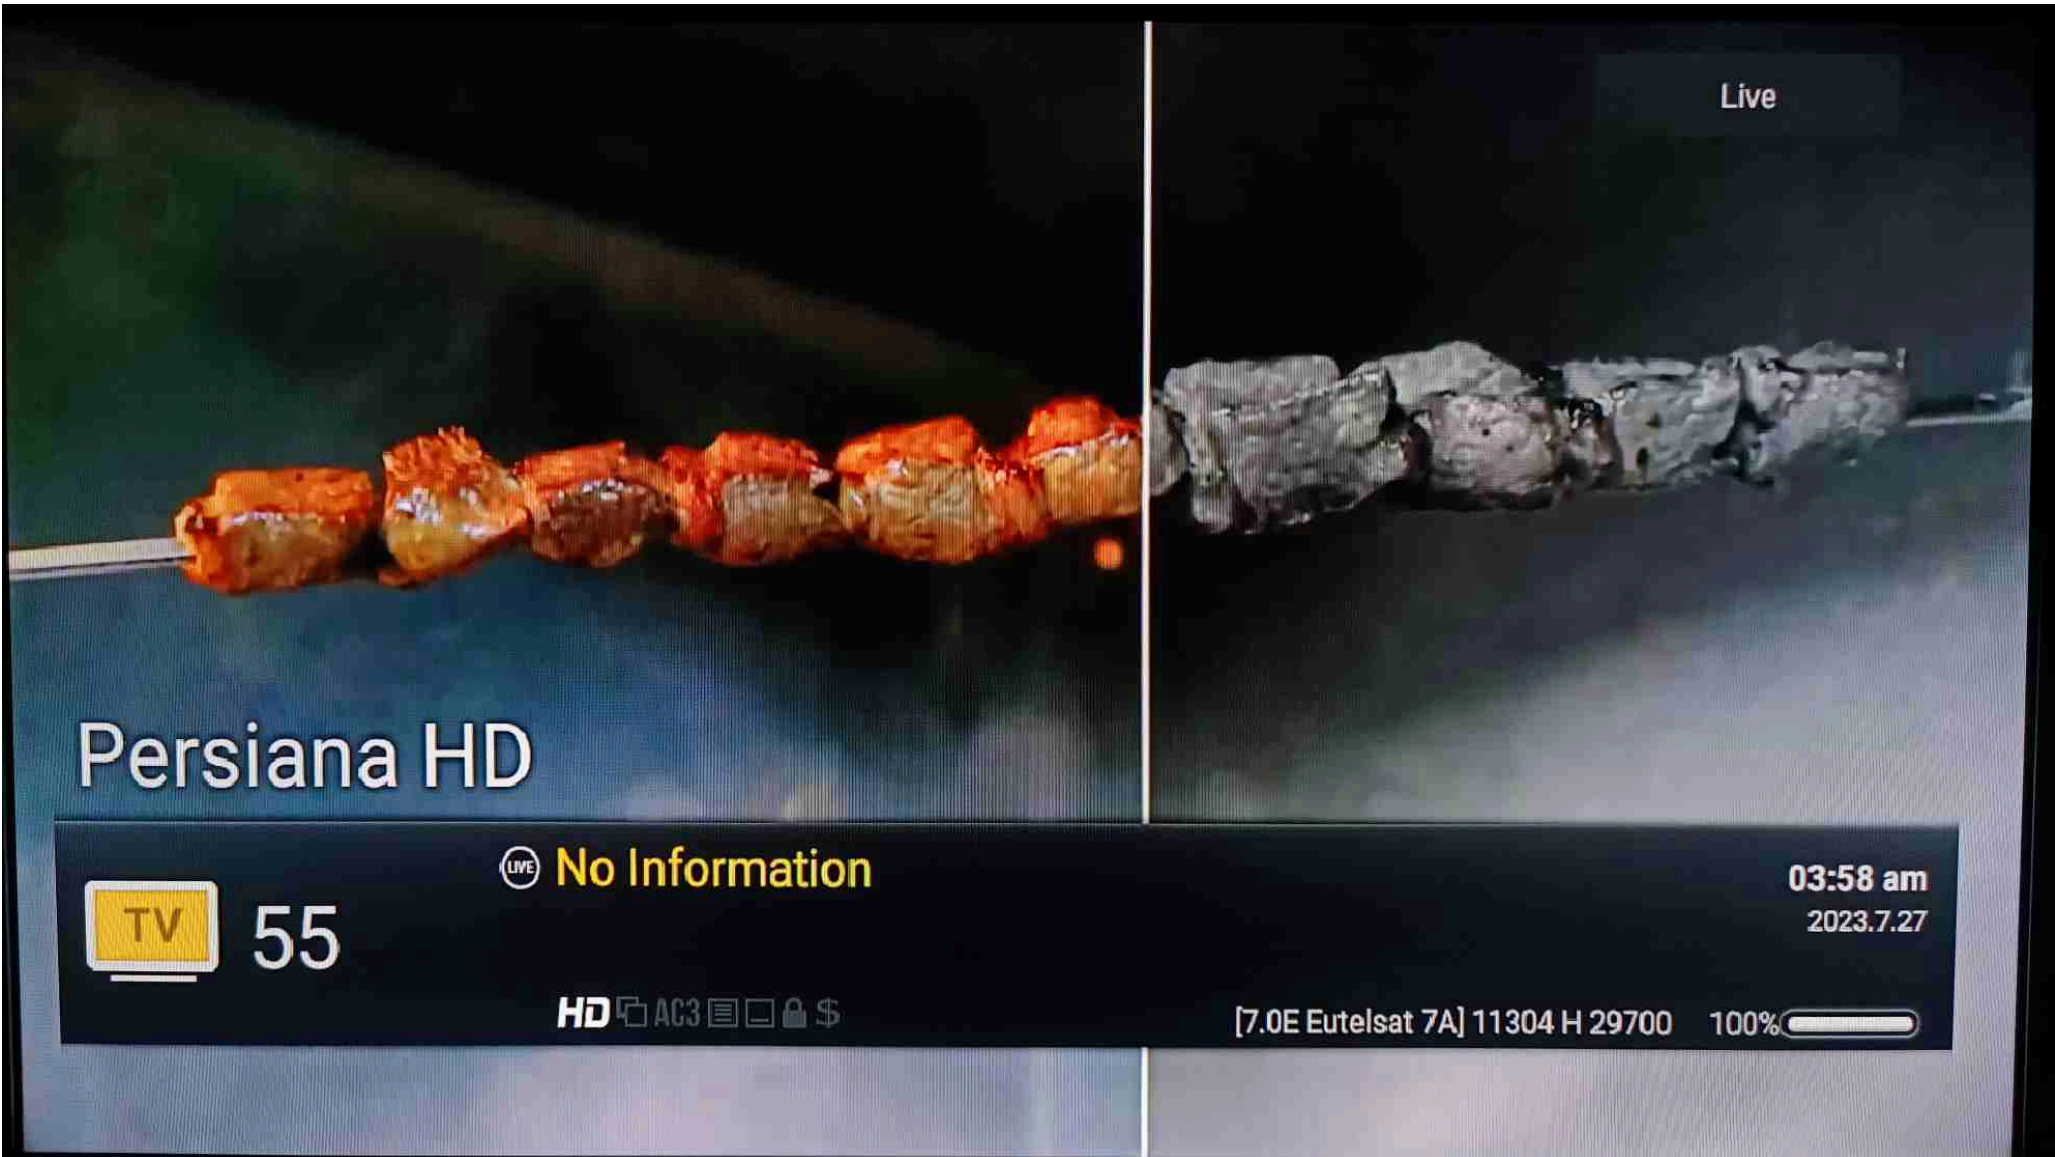 Live
Persiana HD
LIVE No Information
03:58 am
2023.7.27
TV 55
HD AC3 $
[7.0E Eutelsat 7A] 11304 H 29700 100%